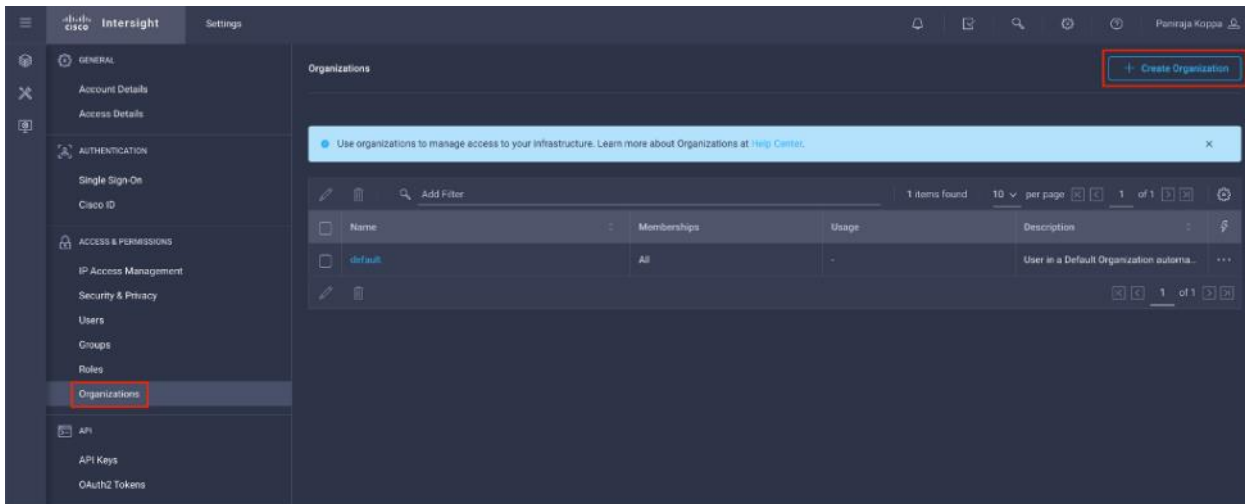 cisco Intersight
Settings
Paniraja Koppa
GENERAL
Account Details
Access Details
AUTHENTICATION
Single Sign-On
Cisco ID
ACCESS & PERMISSIONS
IP Access Management
Security & Privacy
Users
Groups
Roles
Organizations
API
API Keys
OAuth2 Tokens
Organizations
+ Create Organization
Use organizations to manage access to your infrastructure. Learn more about Organizations at Help Center.
Add Filter
1 items found 10 per page 1 of 1
Name Memberships Usage Description
default All - User in a Default Organization automa...
1 of 1